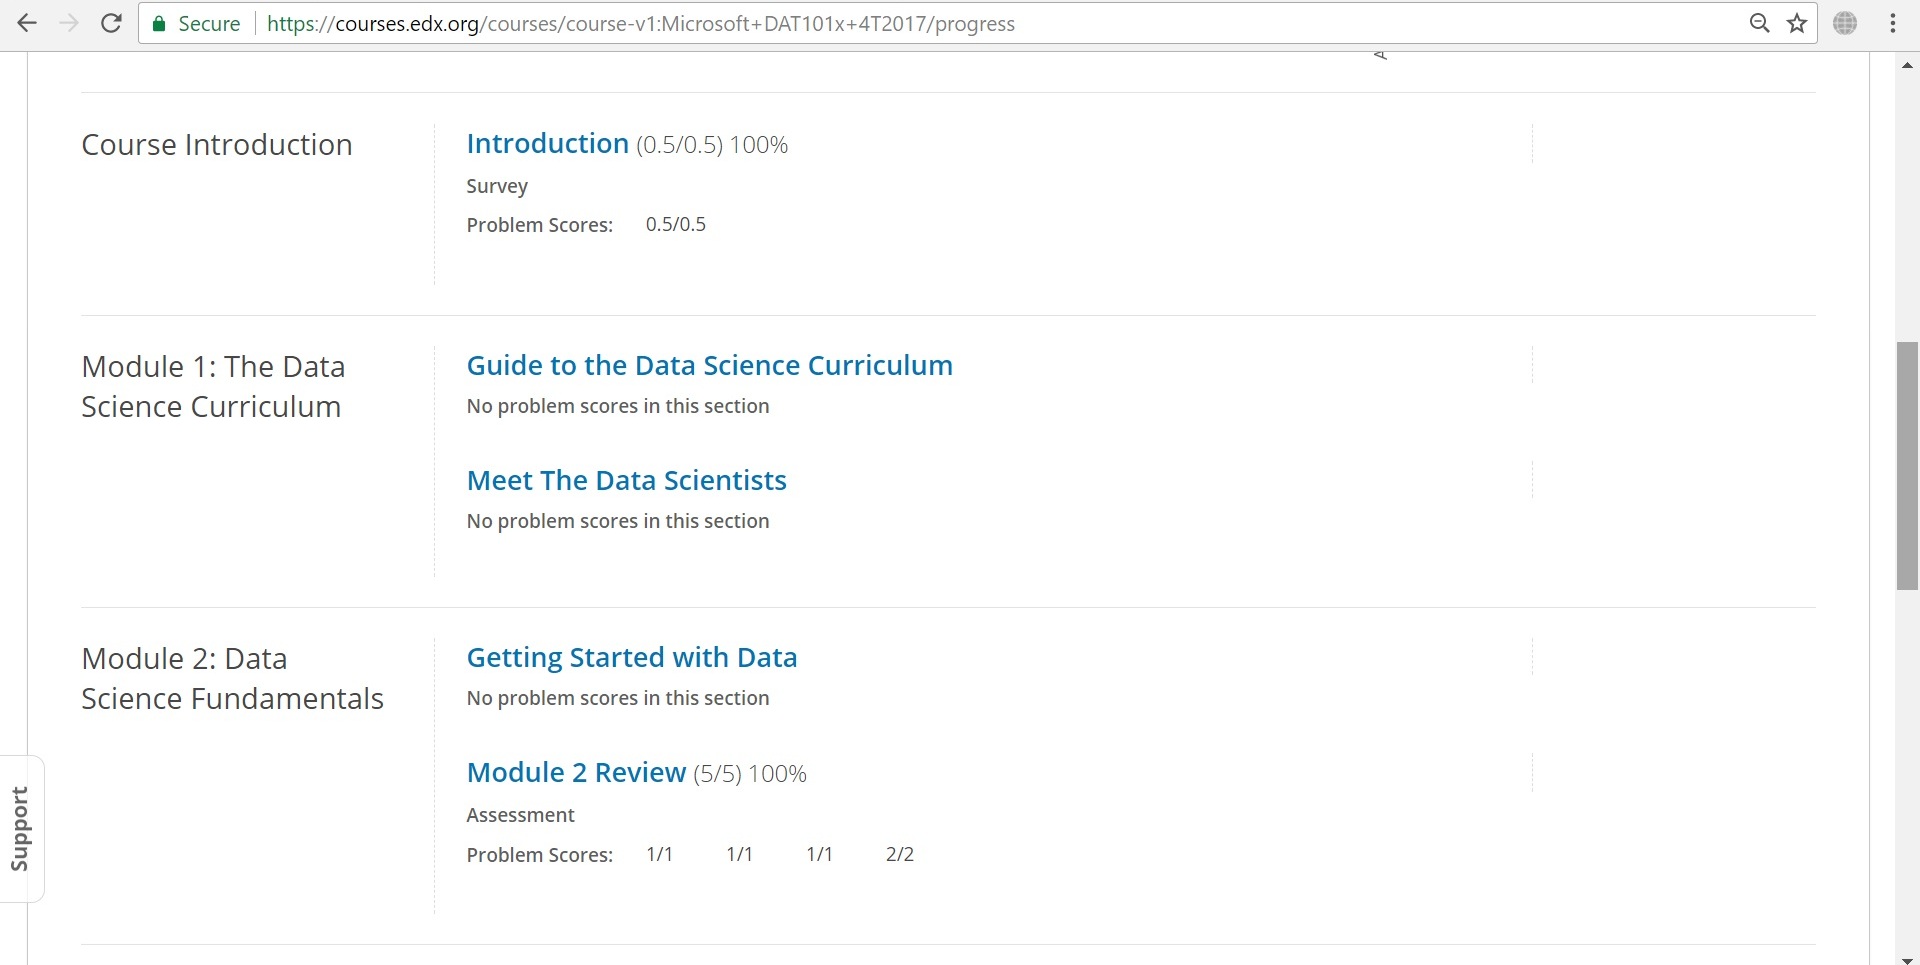 Secure https://courses.edx.org/courses/course-v1:Microsoft+DAT101x+4T2017/progress
Course Introduction
Introduction (0.5/0.5) 100%
Survey
Problem Scores: 0.5/0.5
Module 1: The Data
Science Curriculum
Guide to the Data Science Curriculum
No problem scores in this section
Meet The Data Scientists
No problem scores in this section
Module 2: Data
Science Fundamentals
Getting Started with Data
No problem scores in this section
Module 2 Review (5/5) 100%
Assessment
Problem Scores: 1/1 1/1 1/1 2/2
Support